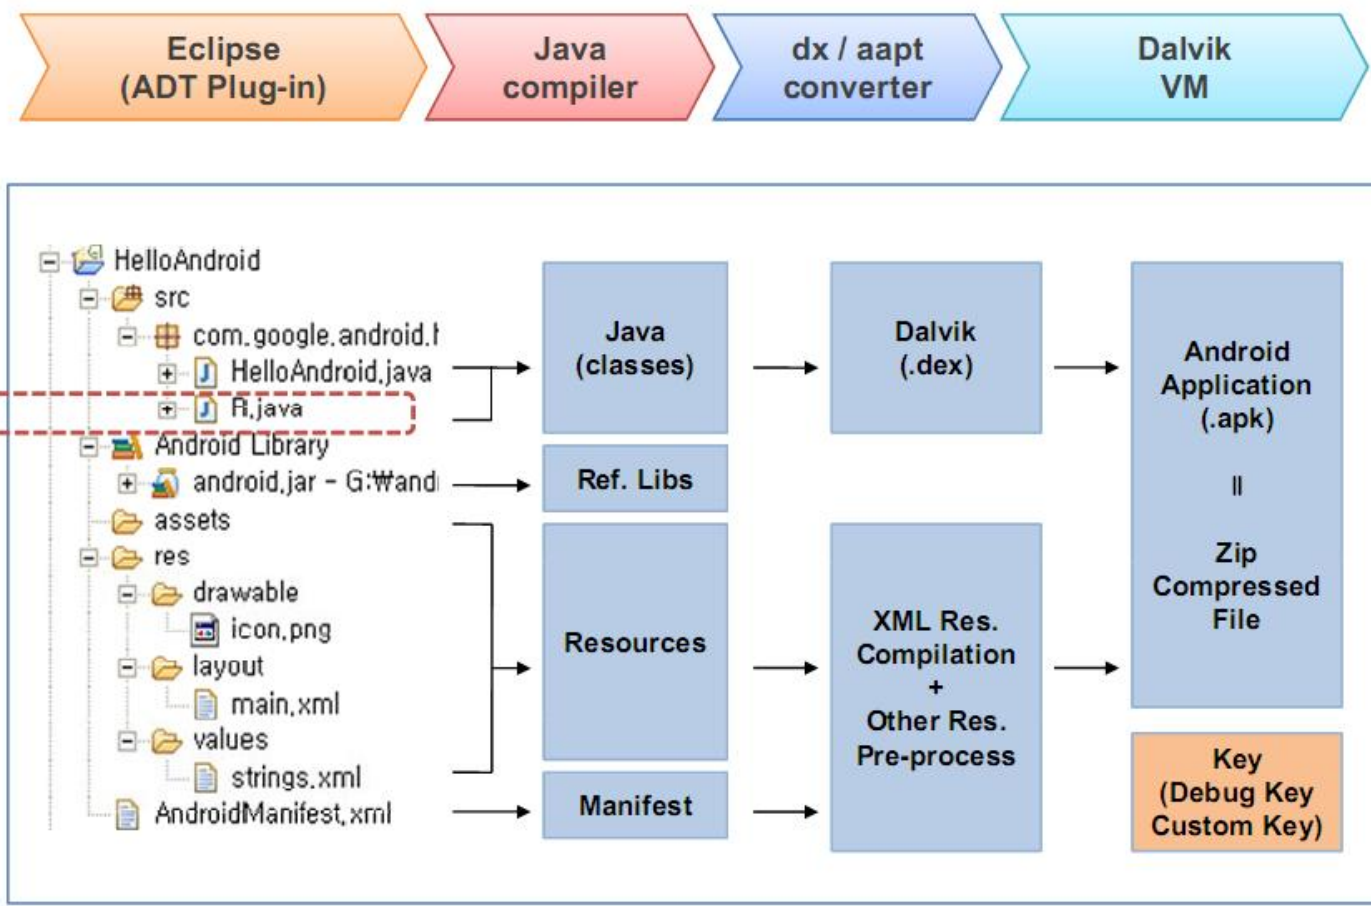 Eclipse
(ADT Plug-in)
Java
compiler
dx / aapt
converter
Dalvik
VM
HelloAndroid
src
com.google.android.h
HelloAndroid.java
R.java
Android Library
android.jar - G:₩and
assets
res
drawable
icon.png
layout
main.xml
values
strings.xml
AndroidManifest.xml
Java
(classes)
Ref. Libs
Resources
Manifest
Dalvik
(.dex)
XML Res.
Compilation
+
Other Res.
Pre-process
Android
Application
(.apk)
=
Zip
Compressed
File
Key
(Debug Key
Custom Key)